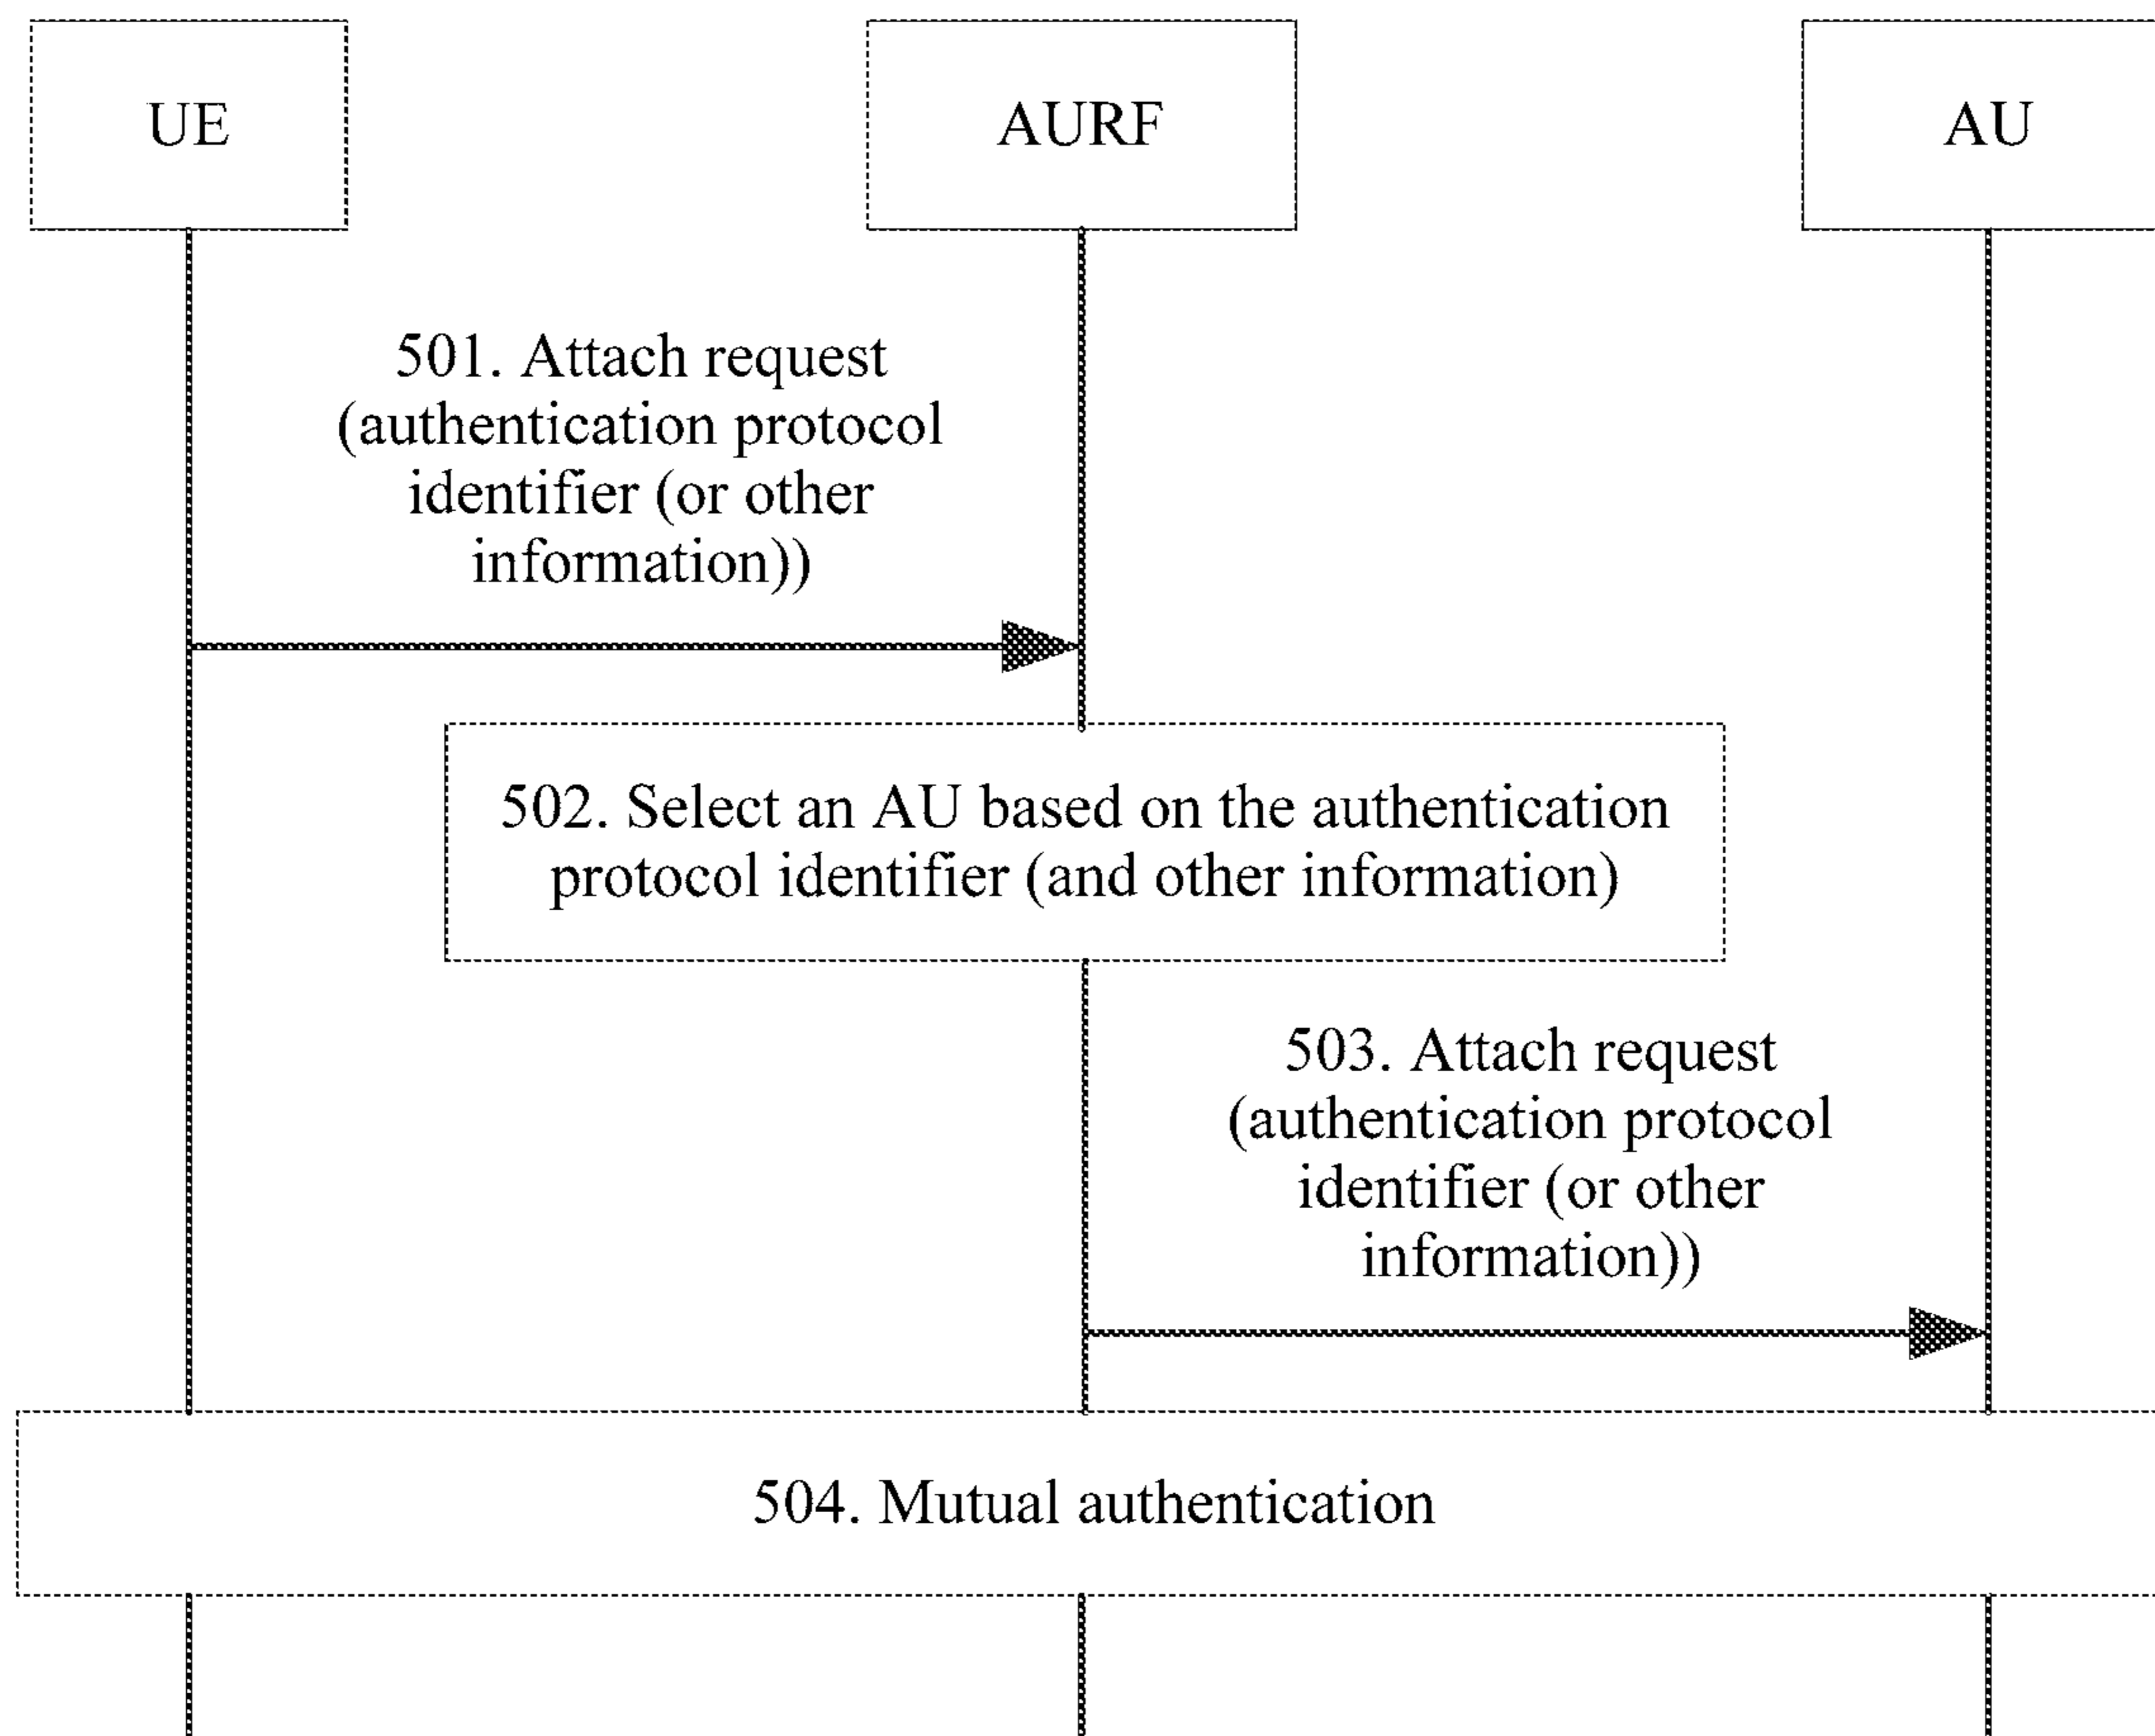 UE
AURF
AU
501. Attach request
(authentication protocol
identifier (or other
information))
502. Select an AU based on the authentication
protocol identifier (and other information)
503. Attach request
(authentication protocol
identifier (or other
information))
504. Mutual authentication